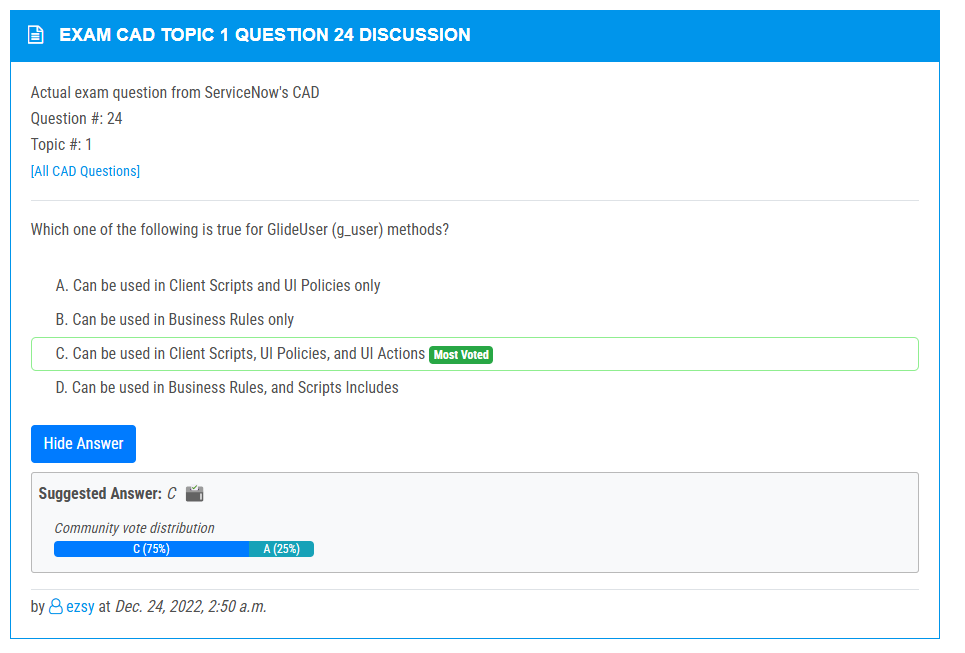 EXAM CAD TOPIC 1 QUESTION 24 DISCUSSION
Actual exam question from ServiceNow's CAD
Question #: 24
Topic #: 1
[All CAD Questions]
Which one of the following is true for GlideUser (g_user) methods?
A. Can be used in Client Scripts and UI Policies only
B. Can be used in Business Rules only
C. Can be used in Client Scripts, UI Policies, and UI Actions Most Voted
D. Can be used in Business Rules, and Scripts Includes
Hide Answer
Suggested Answer: C
Community vote distribution
C (75%) A (25%)
by ezsy at Dec. 24, 2022, 2:50 a.m.